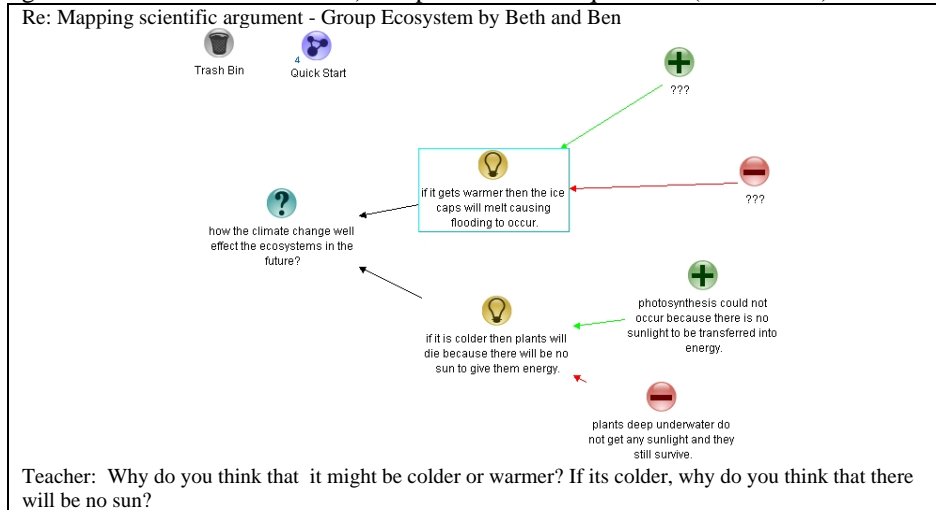 Re: Mapping scientific argument - Group Ecosystem by Beth and Ben
Trash Bin
4
Quick Start
???
if it gets warmer then the ice
caps will melt causing
flooding to occur.
???
how the climate change well
effect the ecosystems in the
future?
photosynthesis could not
occur because there is no
sunlight to be transferred into
energy.
if it is colder then plants will
die because there will be no
sun to give them energy.
plants deep underwater do
not get any sunlight and they
still survive.
Teacher:  Why do you think that  it might be colder or warmer? If its colder, why do you think that there
will be no sun?